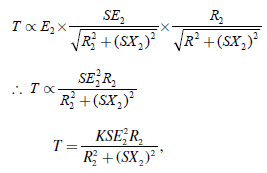 T ∝ E₂ × SE₂ / √(R₂² + (SX₂)²) × R₂ / √(R² + (SX₂)²)
∴ T ∝ SE₂²R₂ / (R₂² + (SX₂)²)
T = KSE₂²R₂ / (R₂² + (SX₂)²),